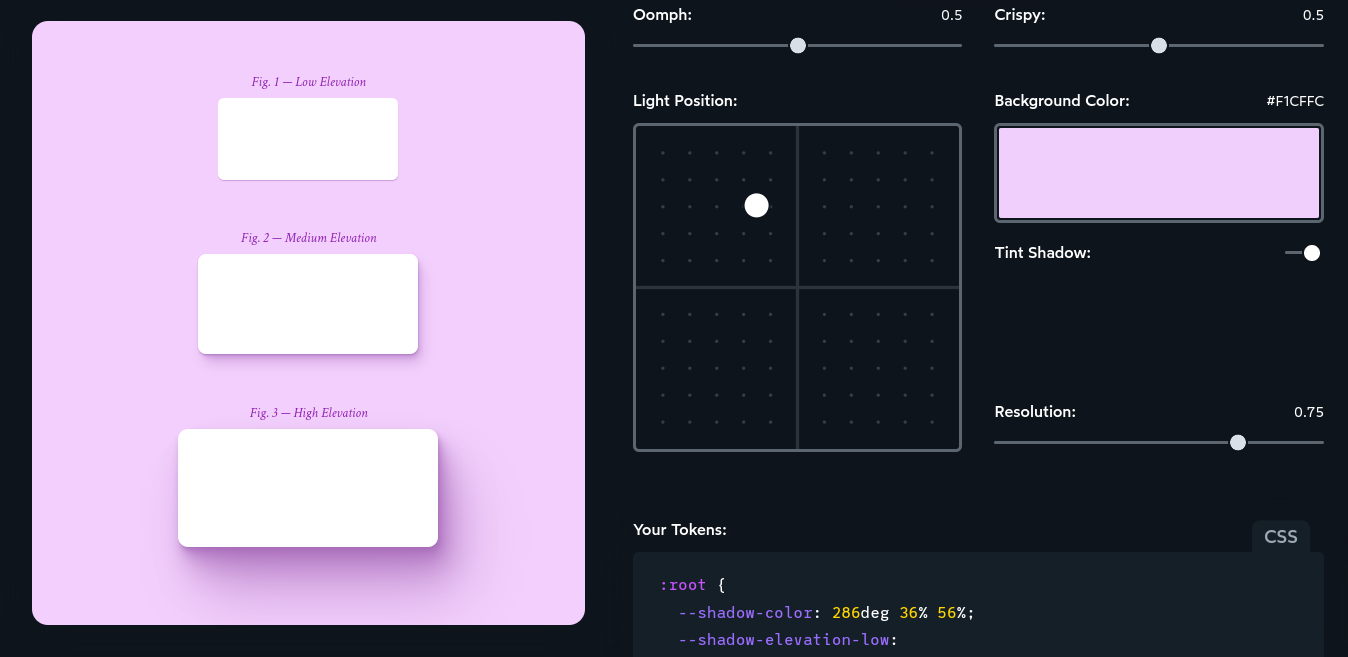 Fig. 1 — Low Elevation
Fig. 2 — Medium Elevation
Fig. 3 — High Elevation
Oomph: 0.5
Crispy: 0.5
Light Position:
Background Color: #F1CFFC
Tint Shadow:
Resolution: 0.75
Your Tokens:
CSS
:root {
--shadow-color: 286deg 36% 56%;
--shadow-elevation-low: